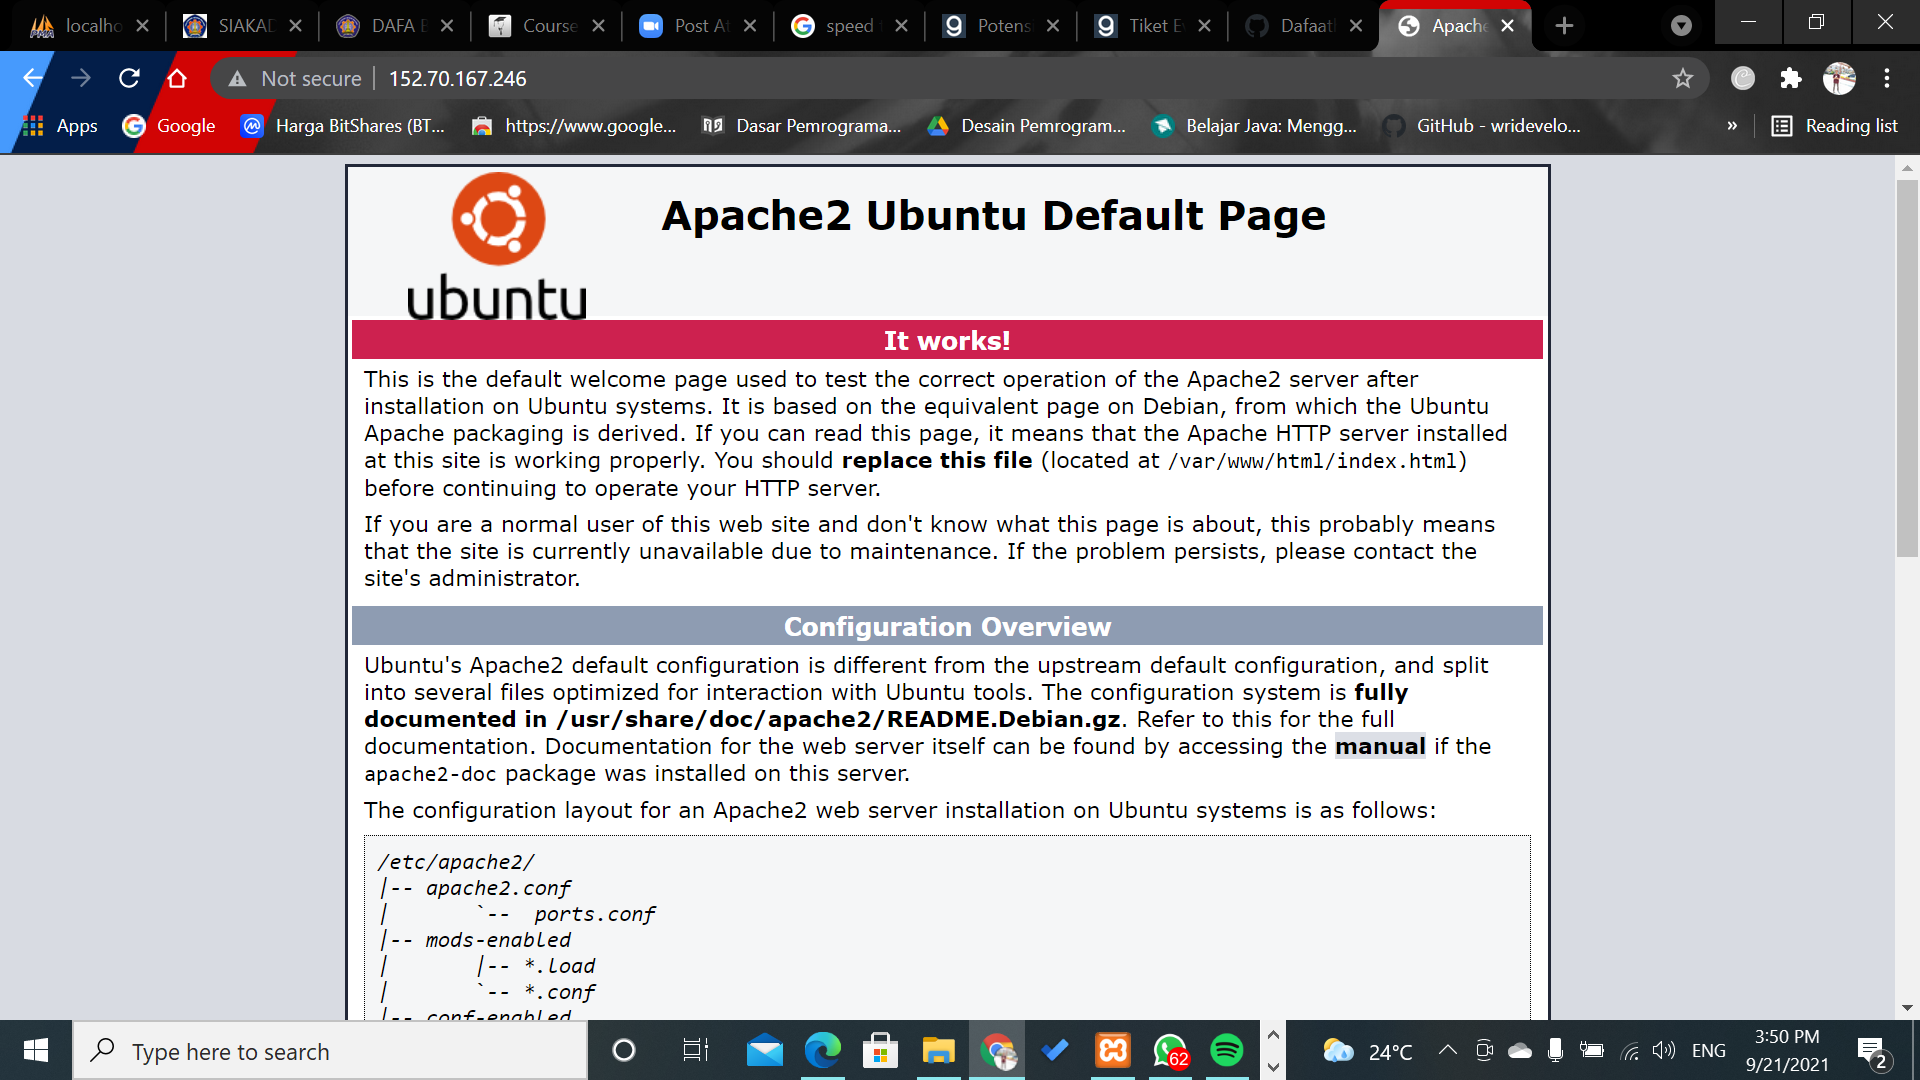 localho
SIAKAD
DAFA B
Course
Post At
speed t
Potens
Tiket Ev
Dafaatl
Apache
Not secure
152.70.167.246
Apps
Google
Harga BitShares (BT...
https://www.google...
Dasar Pemrograma...
Desain Pemrogram...
Belajar Java: Mengg...
GitHub - wridevelo...
»
Reading list
ubuntu
Apache2 Ubuntu Default Page
It works!
This is the default welcome page used to test the correct operation of the Apache2 server after
installation on Ubuntu systems. It is based on the equivalent page on Debian, from which the Ubuntu
Apache packaging is derived. If you can read this page, it means that the Apache HTTP server installed
at this site is working properly. You should replace this file (located at /var/www/html/index.html)
before continuing to operate your HTTP server.
If you are a normal user of this web site and don't know what this page is about, this probably means
that the site is currently unavailable due to maintenance. If the problem persists, please contact the
site's administrator.
Configuration Overview
Ubuntu's Apache2 default configuration is different from the upstream default configuration, and split
into several files optimized for interaction with Ubuntu tools. The configuration system is fully
documented in /usr/share/doc/apache2/README.Debian.gz. Refer to this for the full
documentation. Documentation for the web server itself can be found by accessing the manual if the
apache2-doc package was installed on this server.
The configuration layout for an Apache2 web server installation on Ubuntu systems is as follows:
/etc/apache2/
|-- apache2.conf
|       `--  ports.conf
|-- mods-enabled
|       |-- *.load
|       `-- *.conf
|-- conf-enabled
Type here to search
62
24°C
ENG
3:50 PM
9/21/2021
2